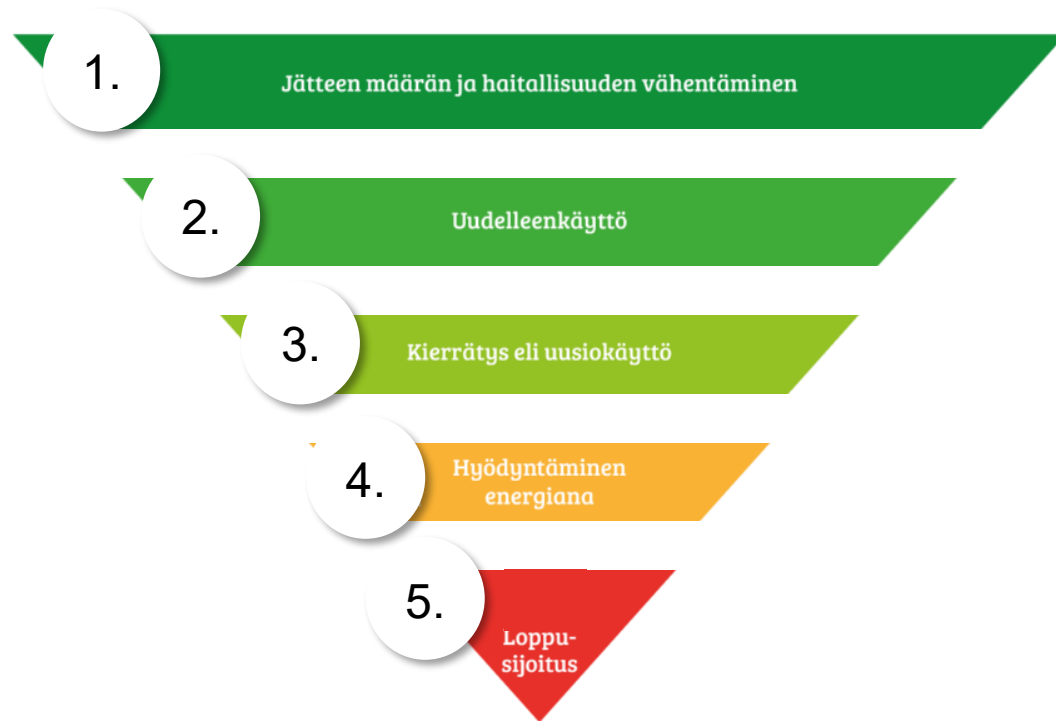 1.
Jätteen määrän ja haitallisuuden vähentäminen
2.
Uudelleenkäyttö
3.
Kierrätys eli uusiokäyttö
4.
Hyödyntäminen
energiana
5.
Loppu-
sijoitus